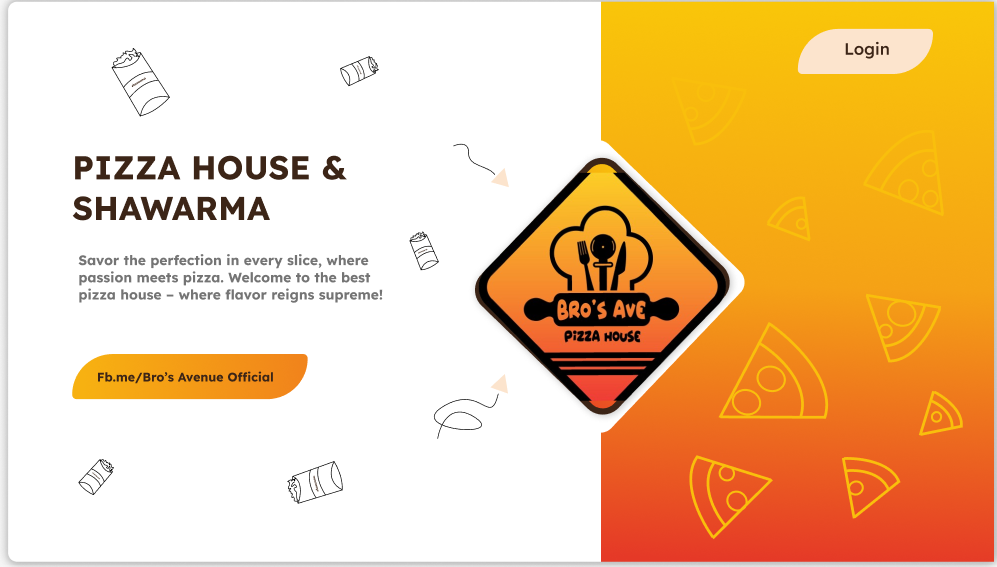 Login
PIZZA HOUSE &
SHAWARMA
Savor the perfection in every slice, where
passion meets pizza. Welcome to the best
pizza house – where flavor reigns supreme!
BRO'S AVE
PIZZA HOUSE
Fb.me/Bro's Avenue Official